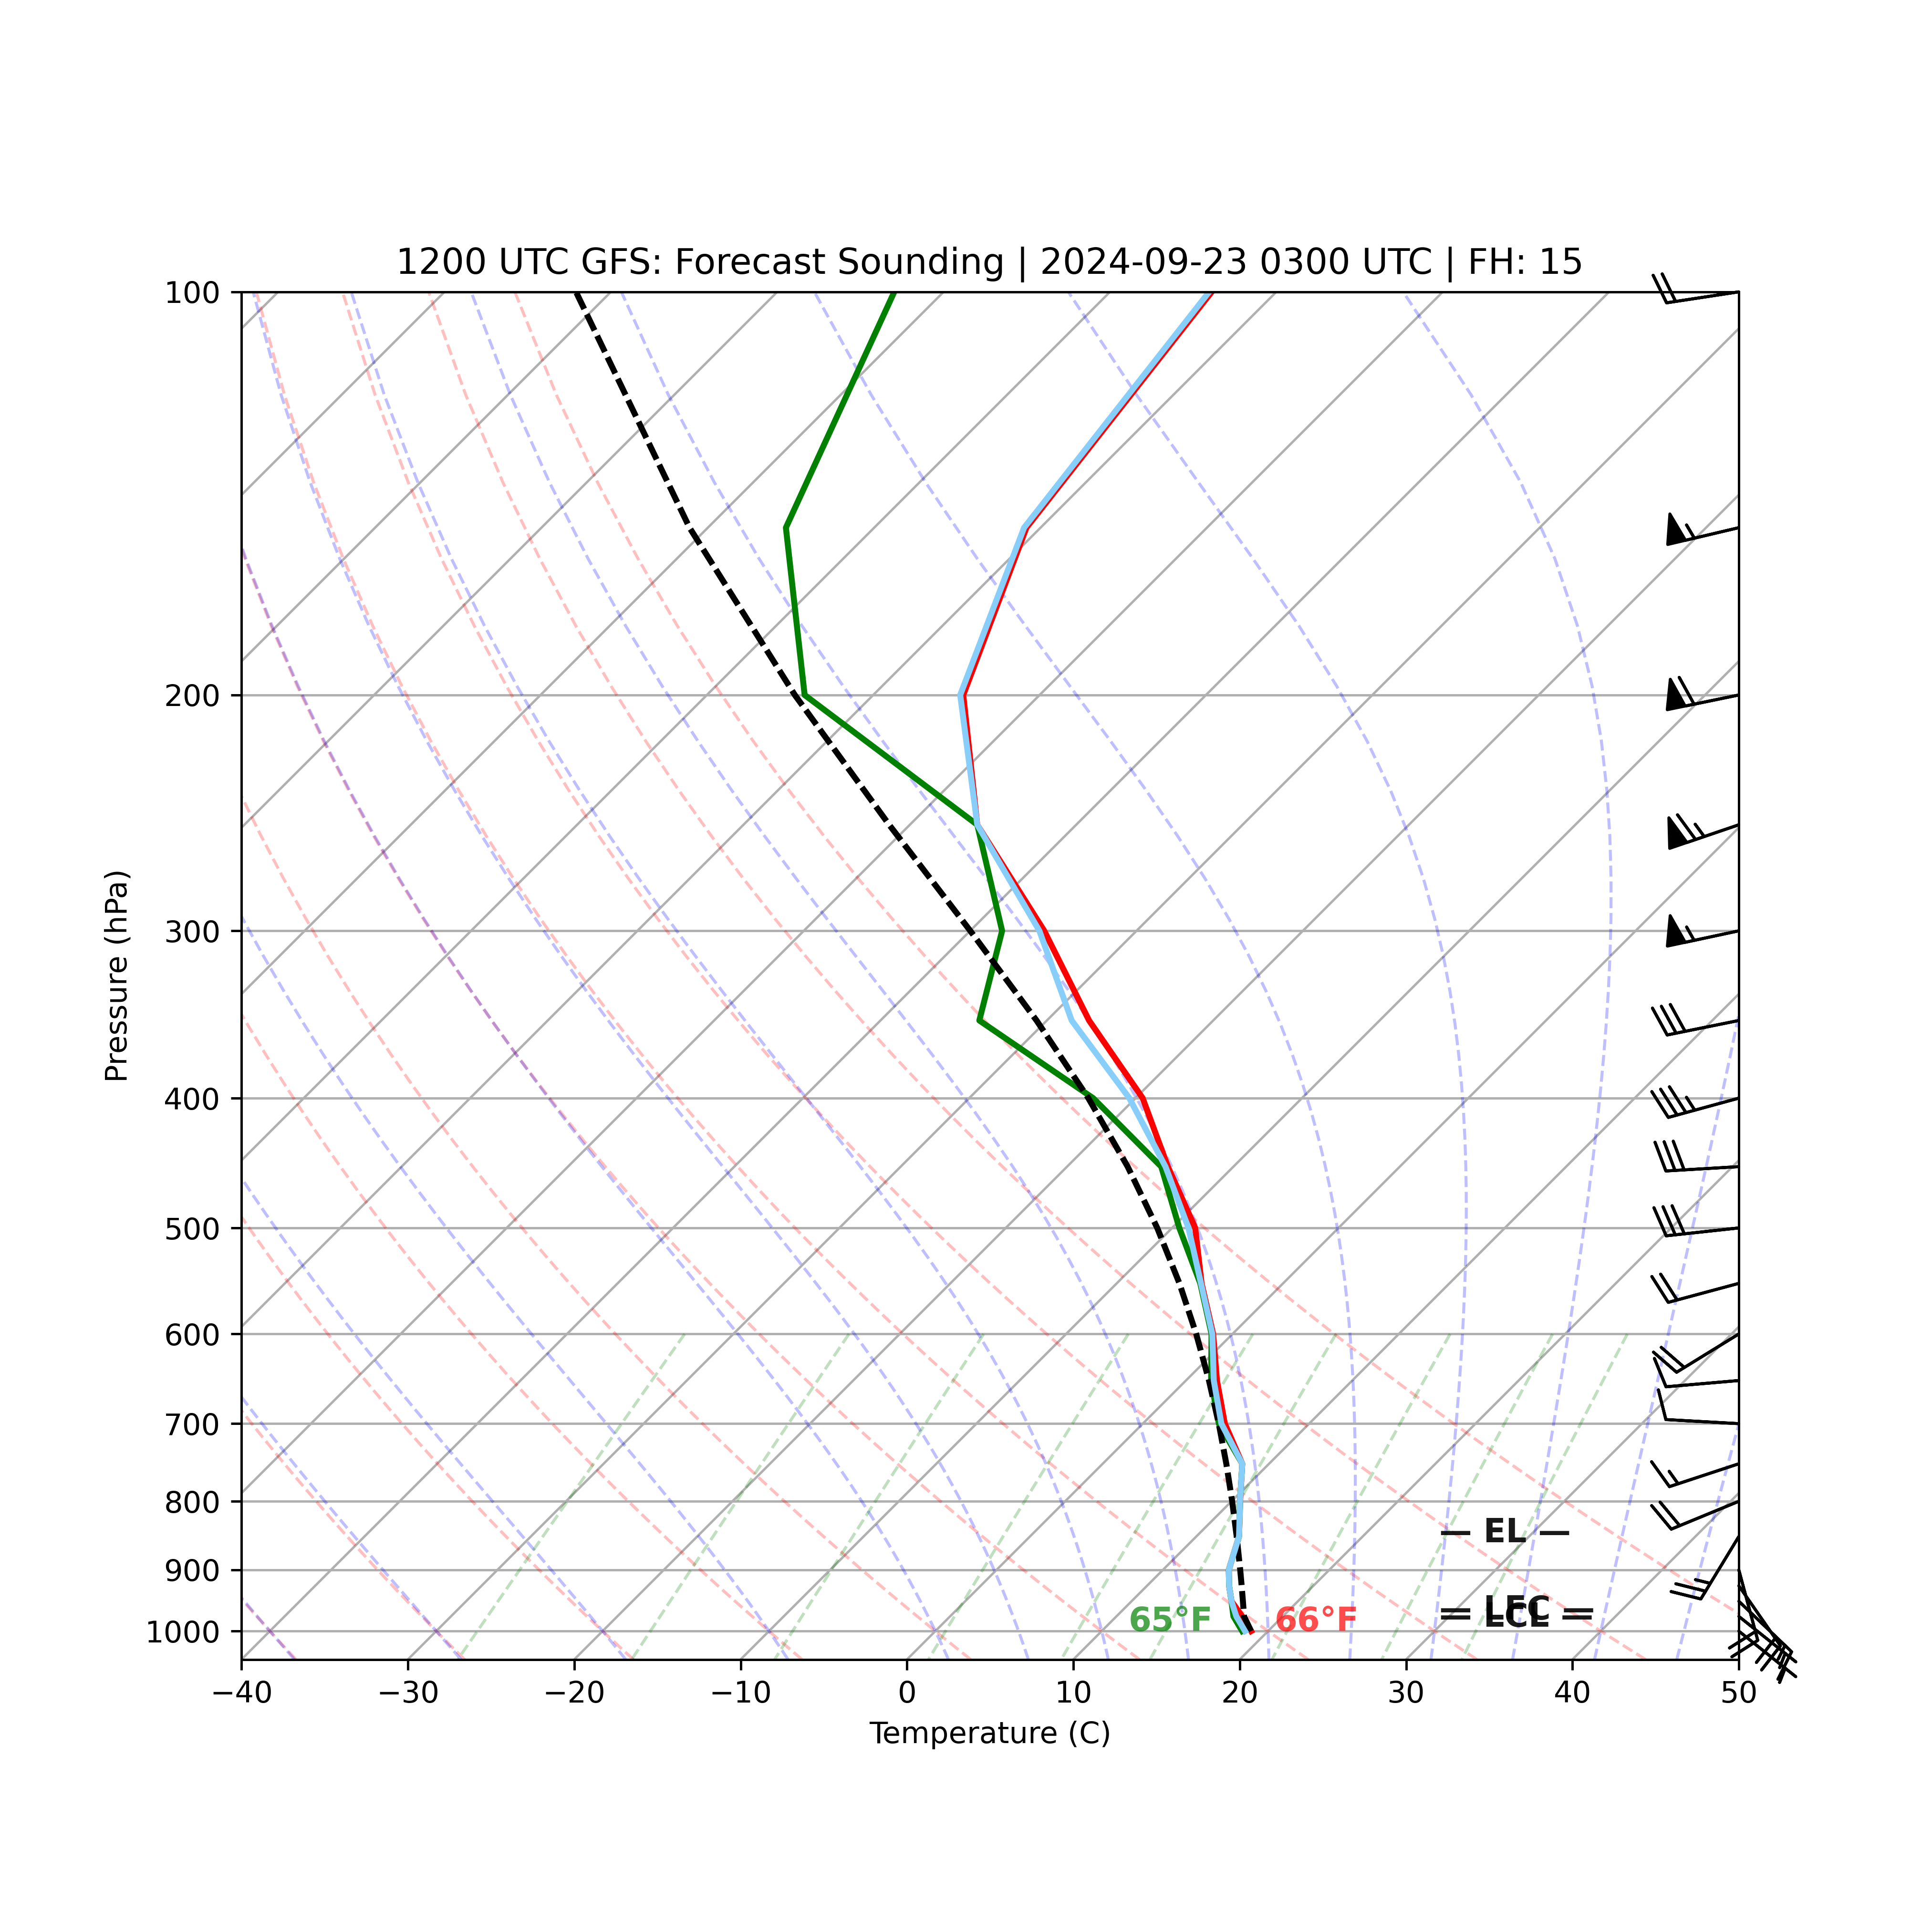 1200 UTC GFS: Forecast Sounding | 2024-09-23 0300 UTC | FH: 15
100
200
300
400
500
600
700
800
900
1000
Pressure (hPa)
— EL —
— LFC —
— LCL —
65°F
66°F
−40 −30 −20 −10 0 10 20 30 40 50
Temperature (C)